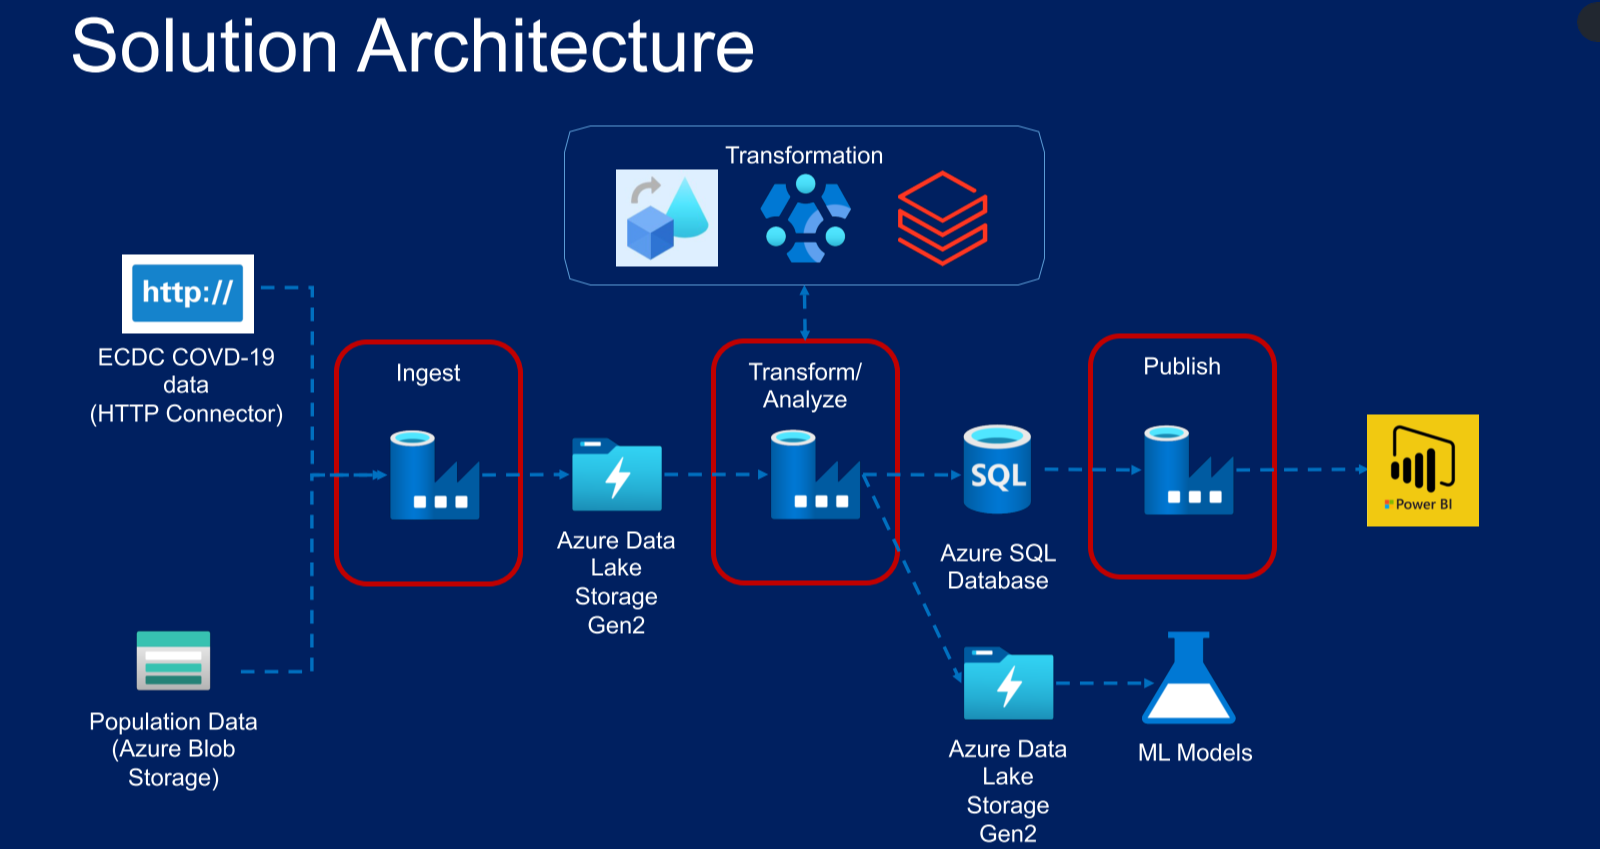 Solution Architecture
Transformation
http://
ECDC COVD-19
data
(HTTP Connector)
Ingest
Transform/
Analyze
Publish
SQL
Power BI
Azure Data
Lake
Storage
Gen2
Azure SQL
Database
Population Data
(Azure Blob
Storage)
Azure Data
Lake
Storage
Gen2
ML Models